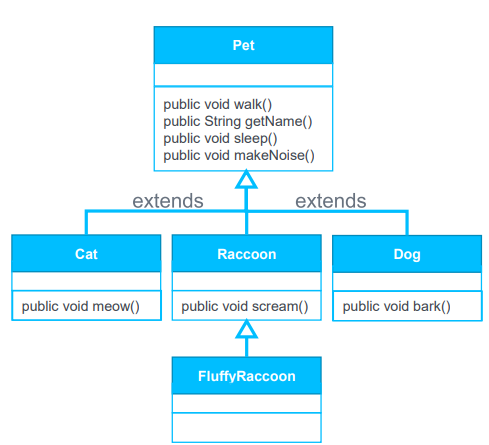 Pet
public void walk()
public String getName()
public void sleep()
public void makeNoise()
extends extends
Cat Raccoon Dog
public void meow() public void scream() public void bark()
FluffyRaccoon